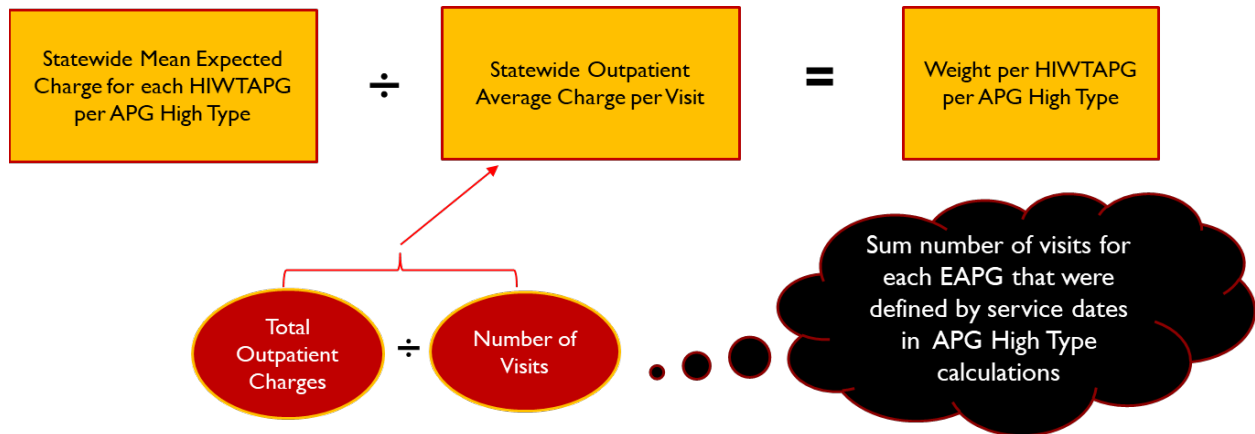 Statewide Mean Expected
Charge for each HIWTAPG
per APG High Type
÷
Statewide Outpatient
Average Charge per Visit
=
Weight per HIWTAPG
per APG High Type
Total
Outpatient
Charges
÷
Number of
Visits
Sum number of visits for
each EAPG that were
defined by service dates
in APG High Type
calculations